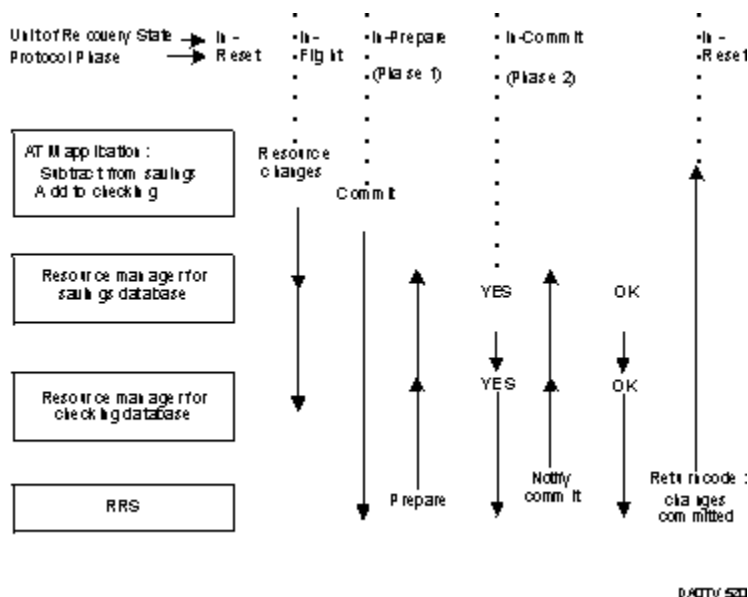 Unit of Recovery State In- In- In-Prepare In-Commit In-
Protocol Phase Reset Flight (Phase 1) (Phase 2) Reset
ATM application:
Subtract from savings
Add to checking
Resource
changes
Commit
Resource manager for
savings database
YES
OK
Resource manager for
checking database
YES
OK
RRS
Prepare
Notify
commit
Return code:
changes
committed